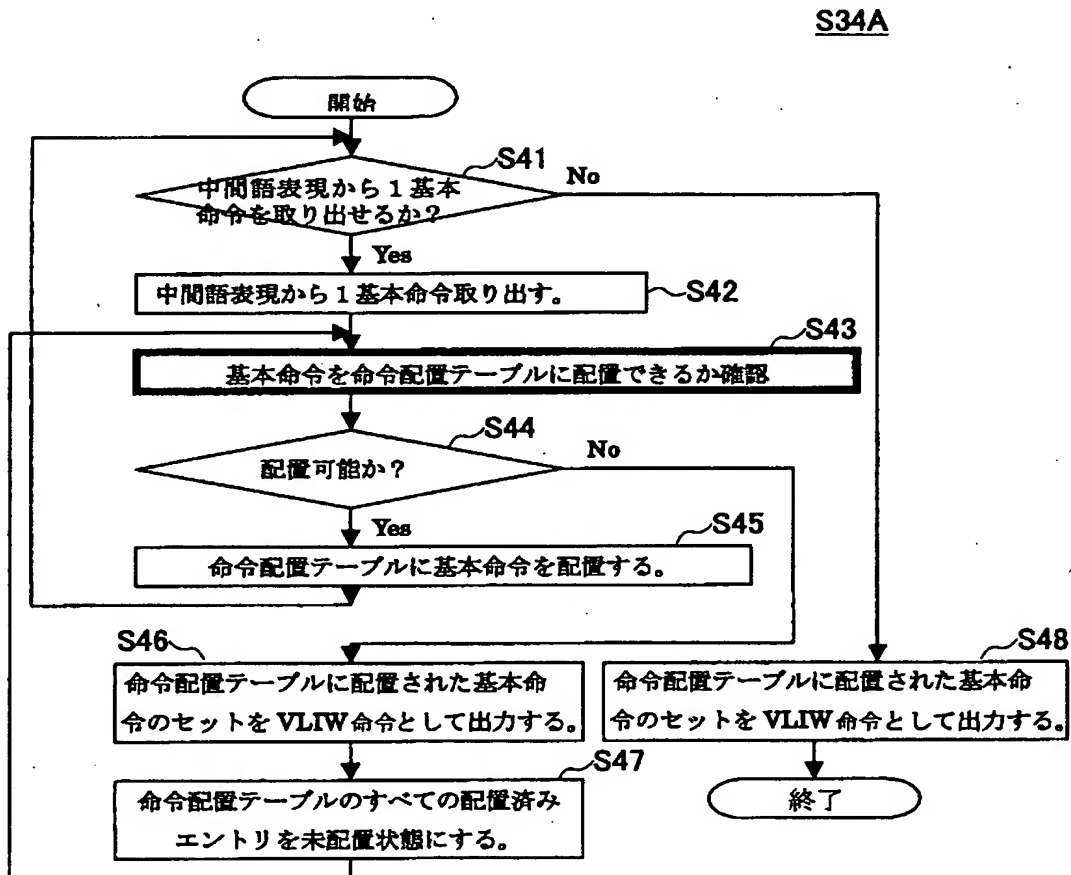 S34A
開始
S41
中間語表現から1基本
命令を取り出せるか？
No
Yes
中間語表現から1基本命令取り出す。
S42
S43
基本命令を命令配置テーブルに配置できるか確認
S44
配置可能か？
No
Yes
S45
命令配置テーブルに基本命令を配置する。
S46
命令配置テーブルに配置された基本命
令のセットをVLIW命令として出力する。
S48
命令配置テーブルに配置された基本命
令のセットをVLIW命令として出力する。
S47
命令配置テーブルのすべての配置済み
エントリを未配置状態にする。
終了